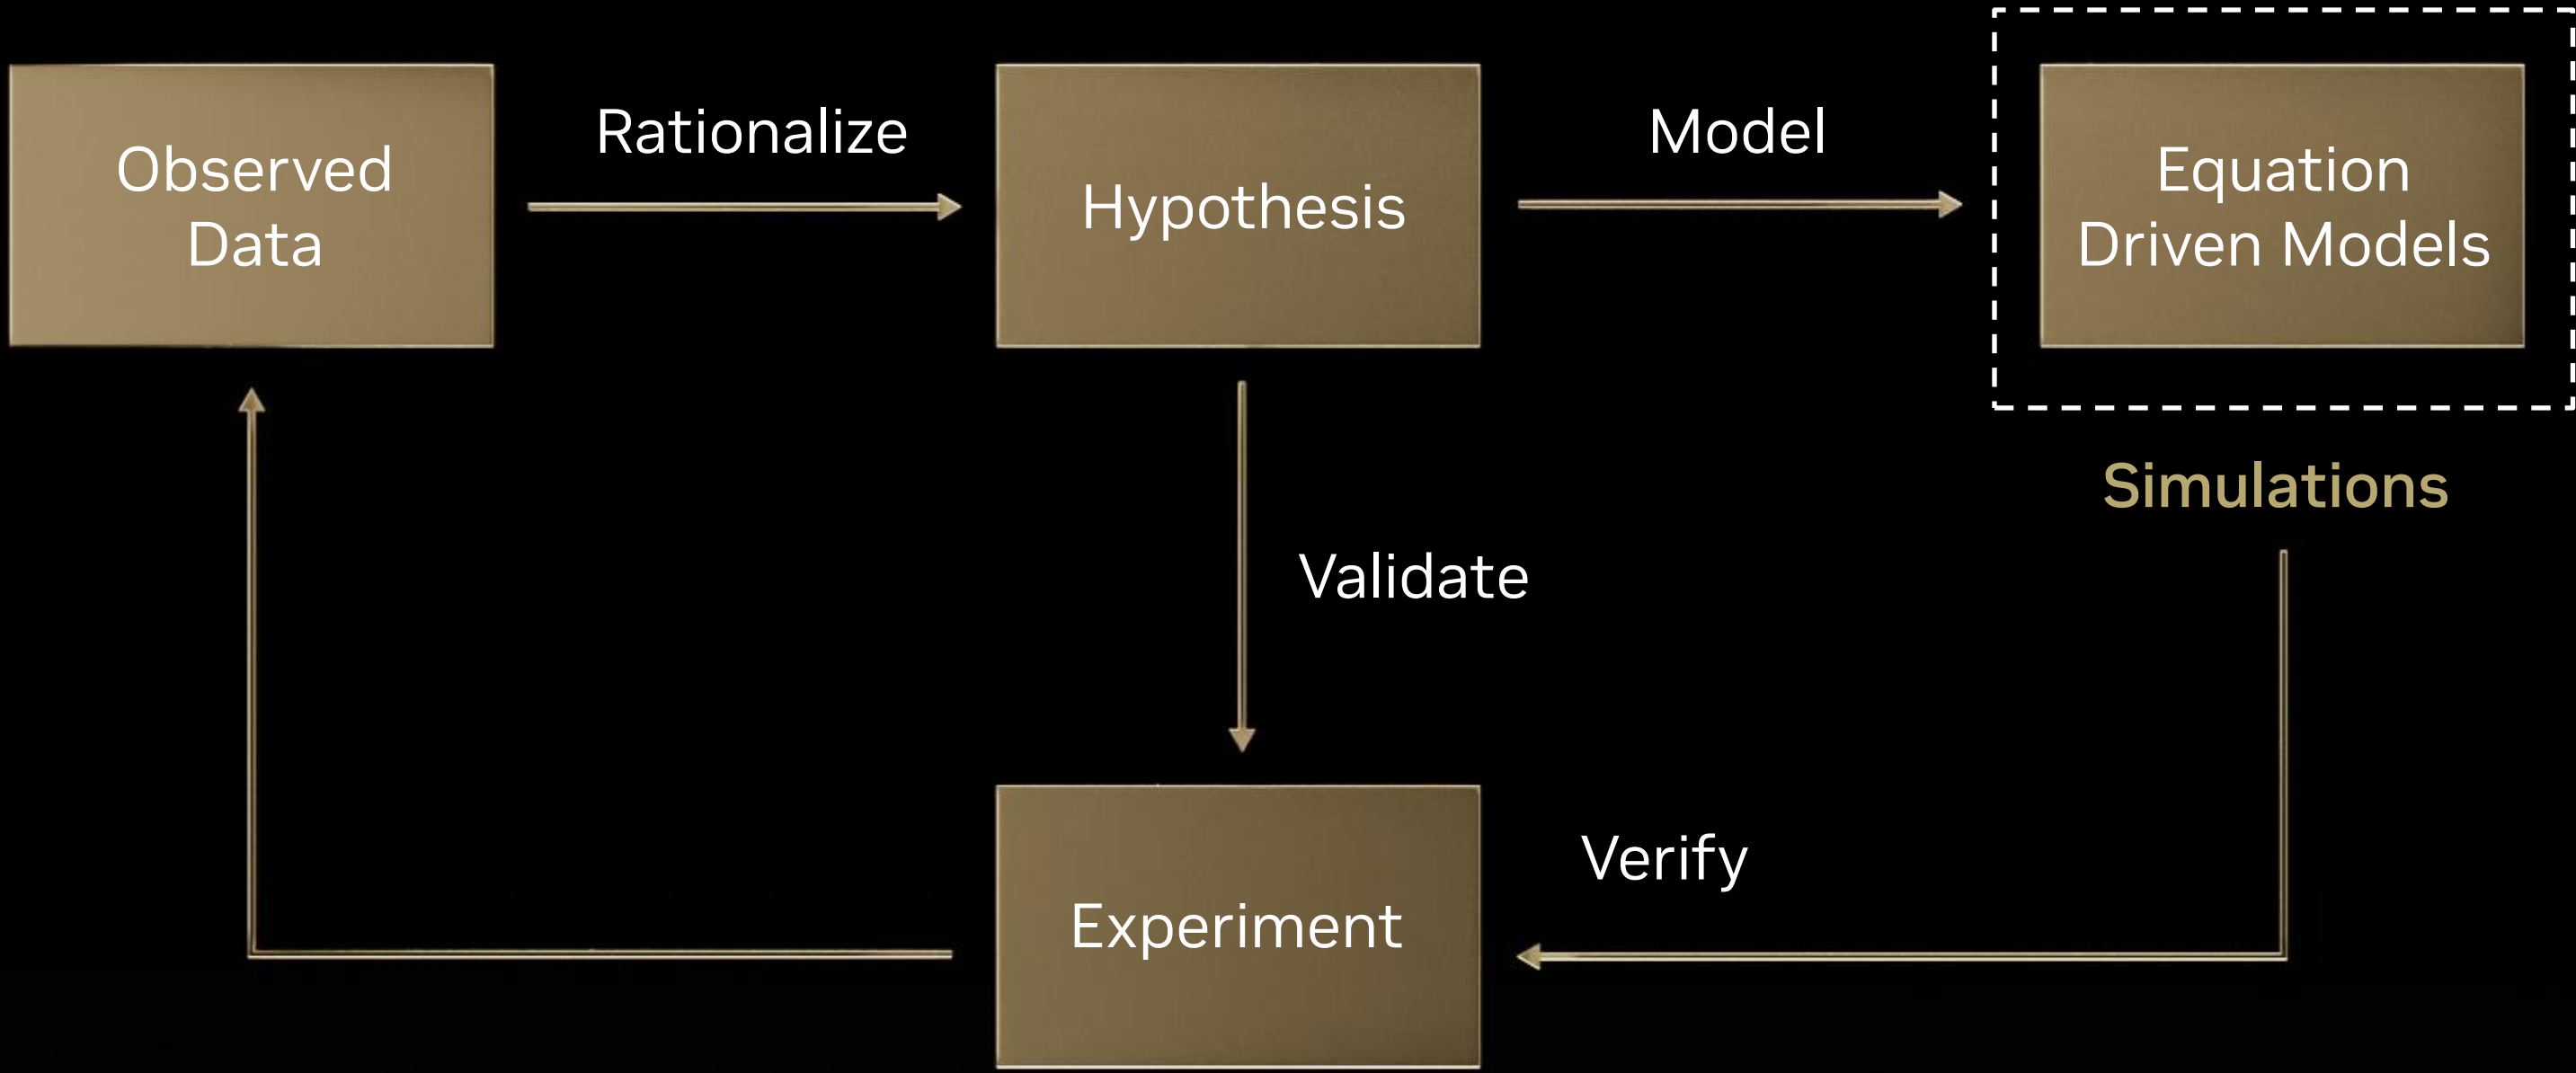 Observed
Data
Rationalize
Hypothesis
Model
Equation
Driven Models
Simulations
Validate
Verify
Experiment